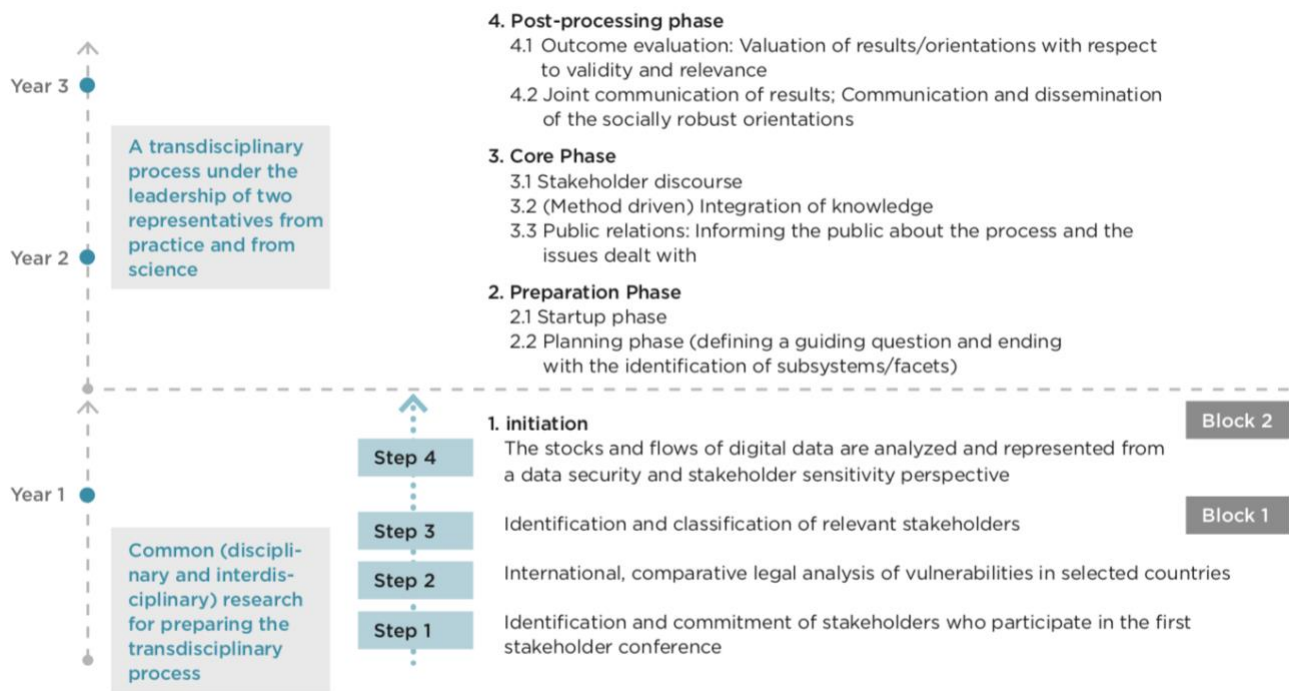 4. Post-processing phase
4.1 Outcome evaluation: Valuation of results/orientations with respect
to validity and relevance
4.2 Joint communication of results; Communication and dissemination
of the socially robust orientations
3. Core Phase
3.1 Stakeholder discourse
3.2 (Method driven) Integration of knowledge
3.3 Public relations: Informing the public about the process and the
issues dealt with
2. Preparation Phase
2.1 Startup phase
2.2 Planning phase (defining a guiding question and ending
with the identification of subsystems/facets)
Year 3
A transdisciplinary
process under the
leadership of two
representatives from
practice and from
science
Year 2
1. initiation
Block 2
Step 4
The stocks and flows of digital data are analyzed and represented from
a data security and stakeholder sensitivity perspective
Year 1
Step 3
Identification and classification of relevant stakeholders
Block 1
Common (discipli-
nary and interdis-
ciplinary) research
for preparing the
transdisciplinary
process
Step 2
International, comparative legal analysis of vulnerabilities in selected countries
Step 1
Identification and commitment of stakeholders who participate in the first
stakeholder conference